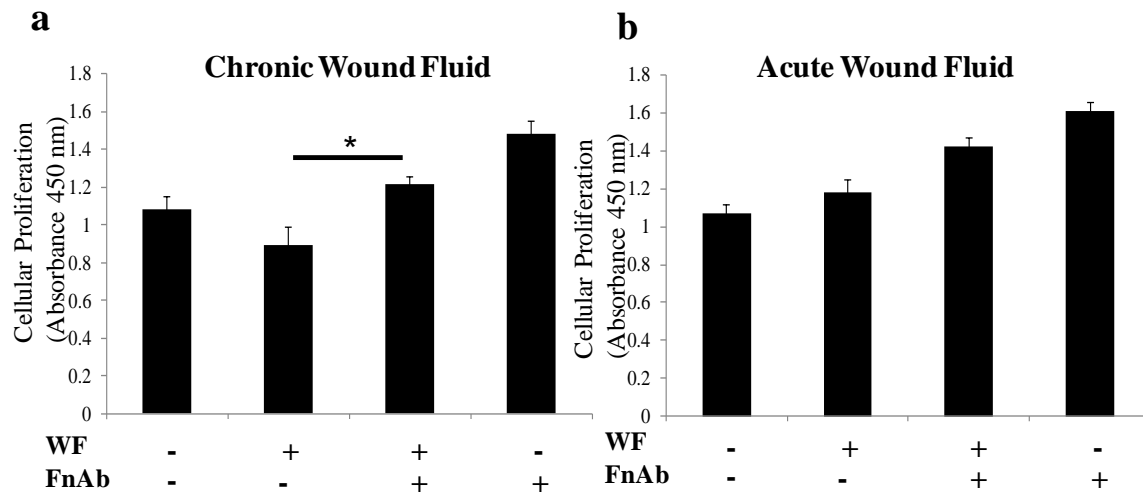 a
Chronic Wound Fluid
Cellular Proliferation
(Absorbance 450 nm)
1.8
1.6
1.4
1.2
1
0.8
0.6
0.4
0.2
0
*
WF - + + -
FnAb - - + +
b
Acute Wound Fluid
Cellular Proliferation
(Absorbance 450 nm)
1.8
1.6
1.4
1.2
1
0.8
0.6
0.4
0.2
0
WF - + + -
FnAb - - + +